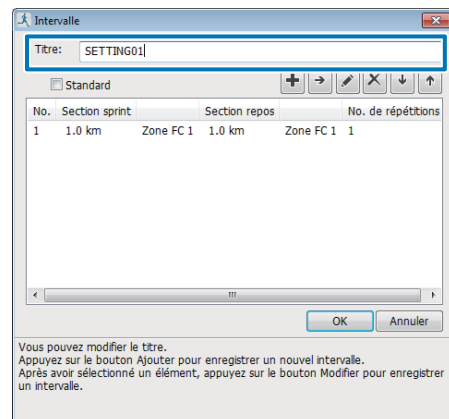 Intervalle
Titre: SETTING01
Standard
No. Section sprint Section repos No. de répétitions
1 1.0 km Zone FC 1 1.0 km Zone FC 1 1
OK Annuler
Vous pouvez modifier le titre.
Appuyez sur le bouton Ajouter pour enregistrer un nouvel intervalle.
Après avoir sélectionné un élément, appuyez sur le bouton Modifier pour enregistrer
un intervalle.